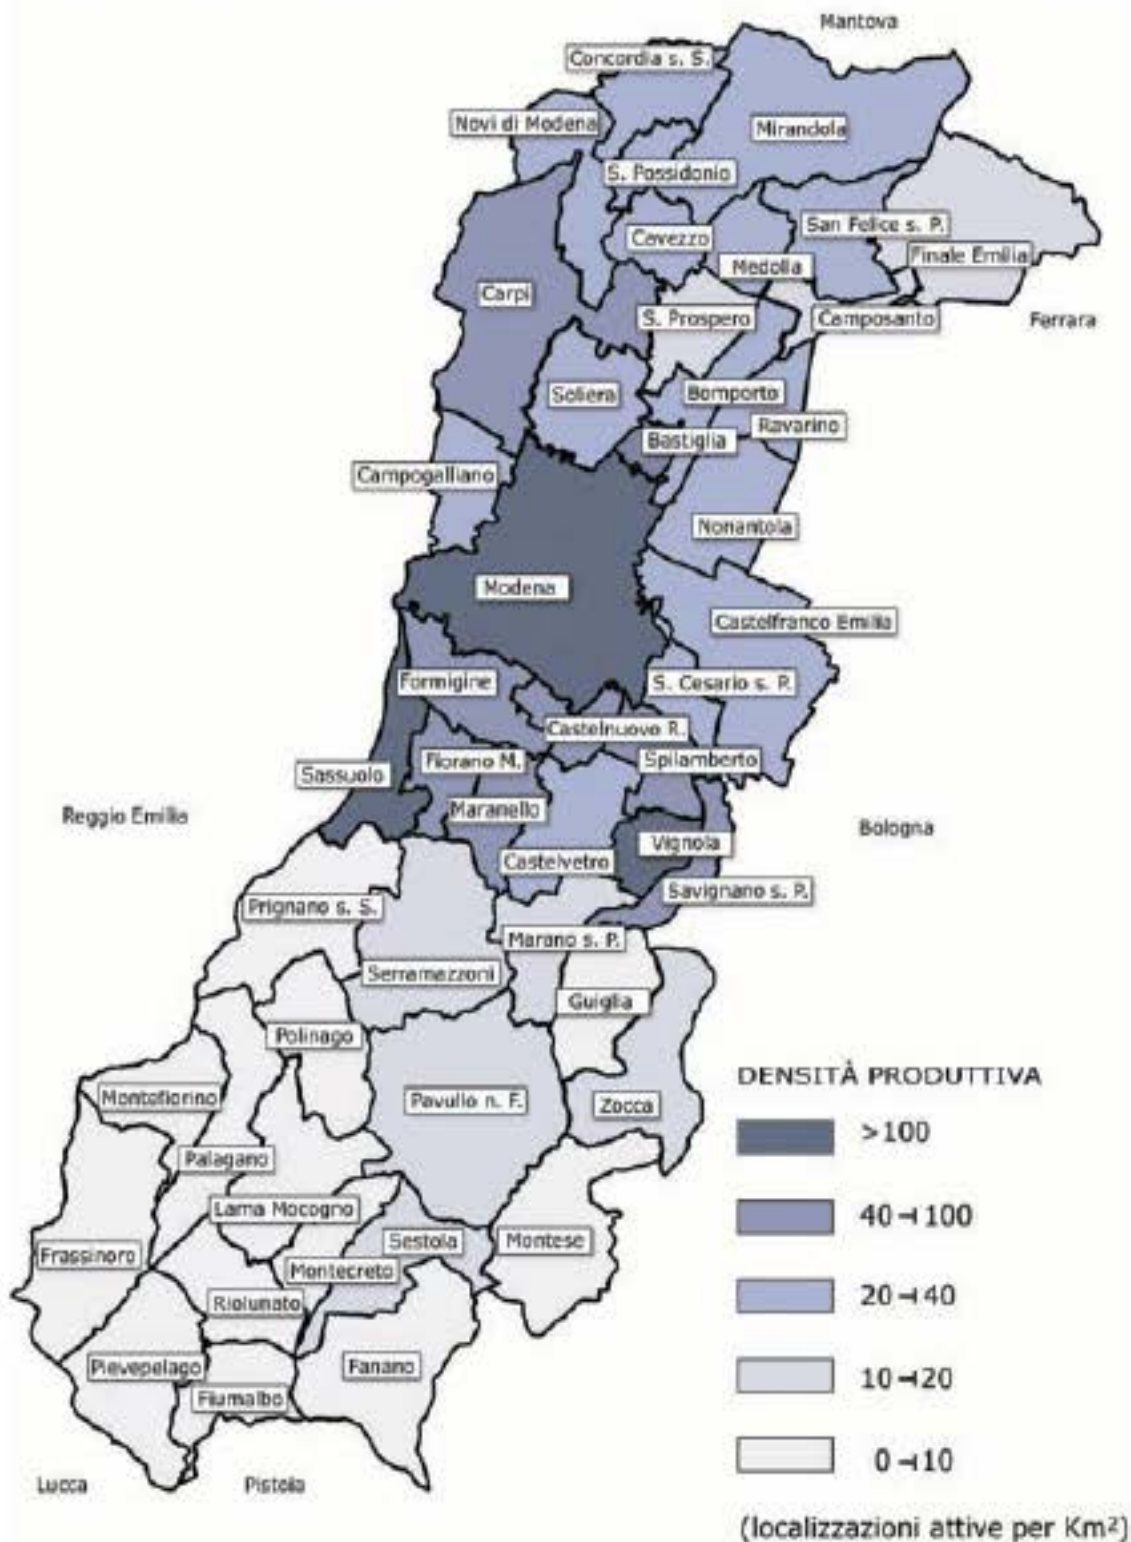 Mantova
Concordia s. S.
Novi di Modena
Mirandola
S. Possidonio
San Felice s. P.
Cavezzo
Medolla
Finale Emilia
Carpi
S. Prospero
Camposanto
Ferrara
Soliera
Bomporto
Ravarino
Bastiglia
Campogalliano
Nonantola
Modena
Castelfranco Emilia
Formigine
S. Cesario s. P.
Castelnuovo R.
Fiorano M.
Spilamberto
Sassuolo
Maranello
Reggio Emilia
Bologna
Vignola
Castelvetro
Savignano s. P.
Prignano s. S.
Marano s. P.
Serramazzoni
Guiglia
Polinago
Montefiorino
Pavullo n. F.
Zocca
Palagano
Lama Mocogno
Sestola
Montese
Frassinoro
Montecreto
Riolunato
Pievepelago
Fanano
Fiumalbo
Lucca
Pistoia
DENSITÀ PRODUTTIVA
>100
40⊣100
20⊣40
10⊣20
0⊣10
(localizzazioni attive per Km²)